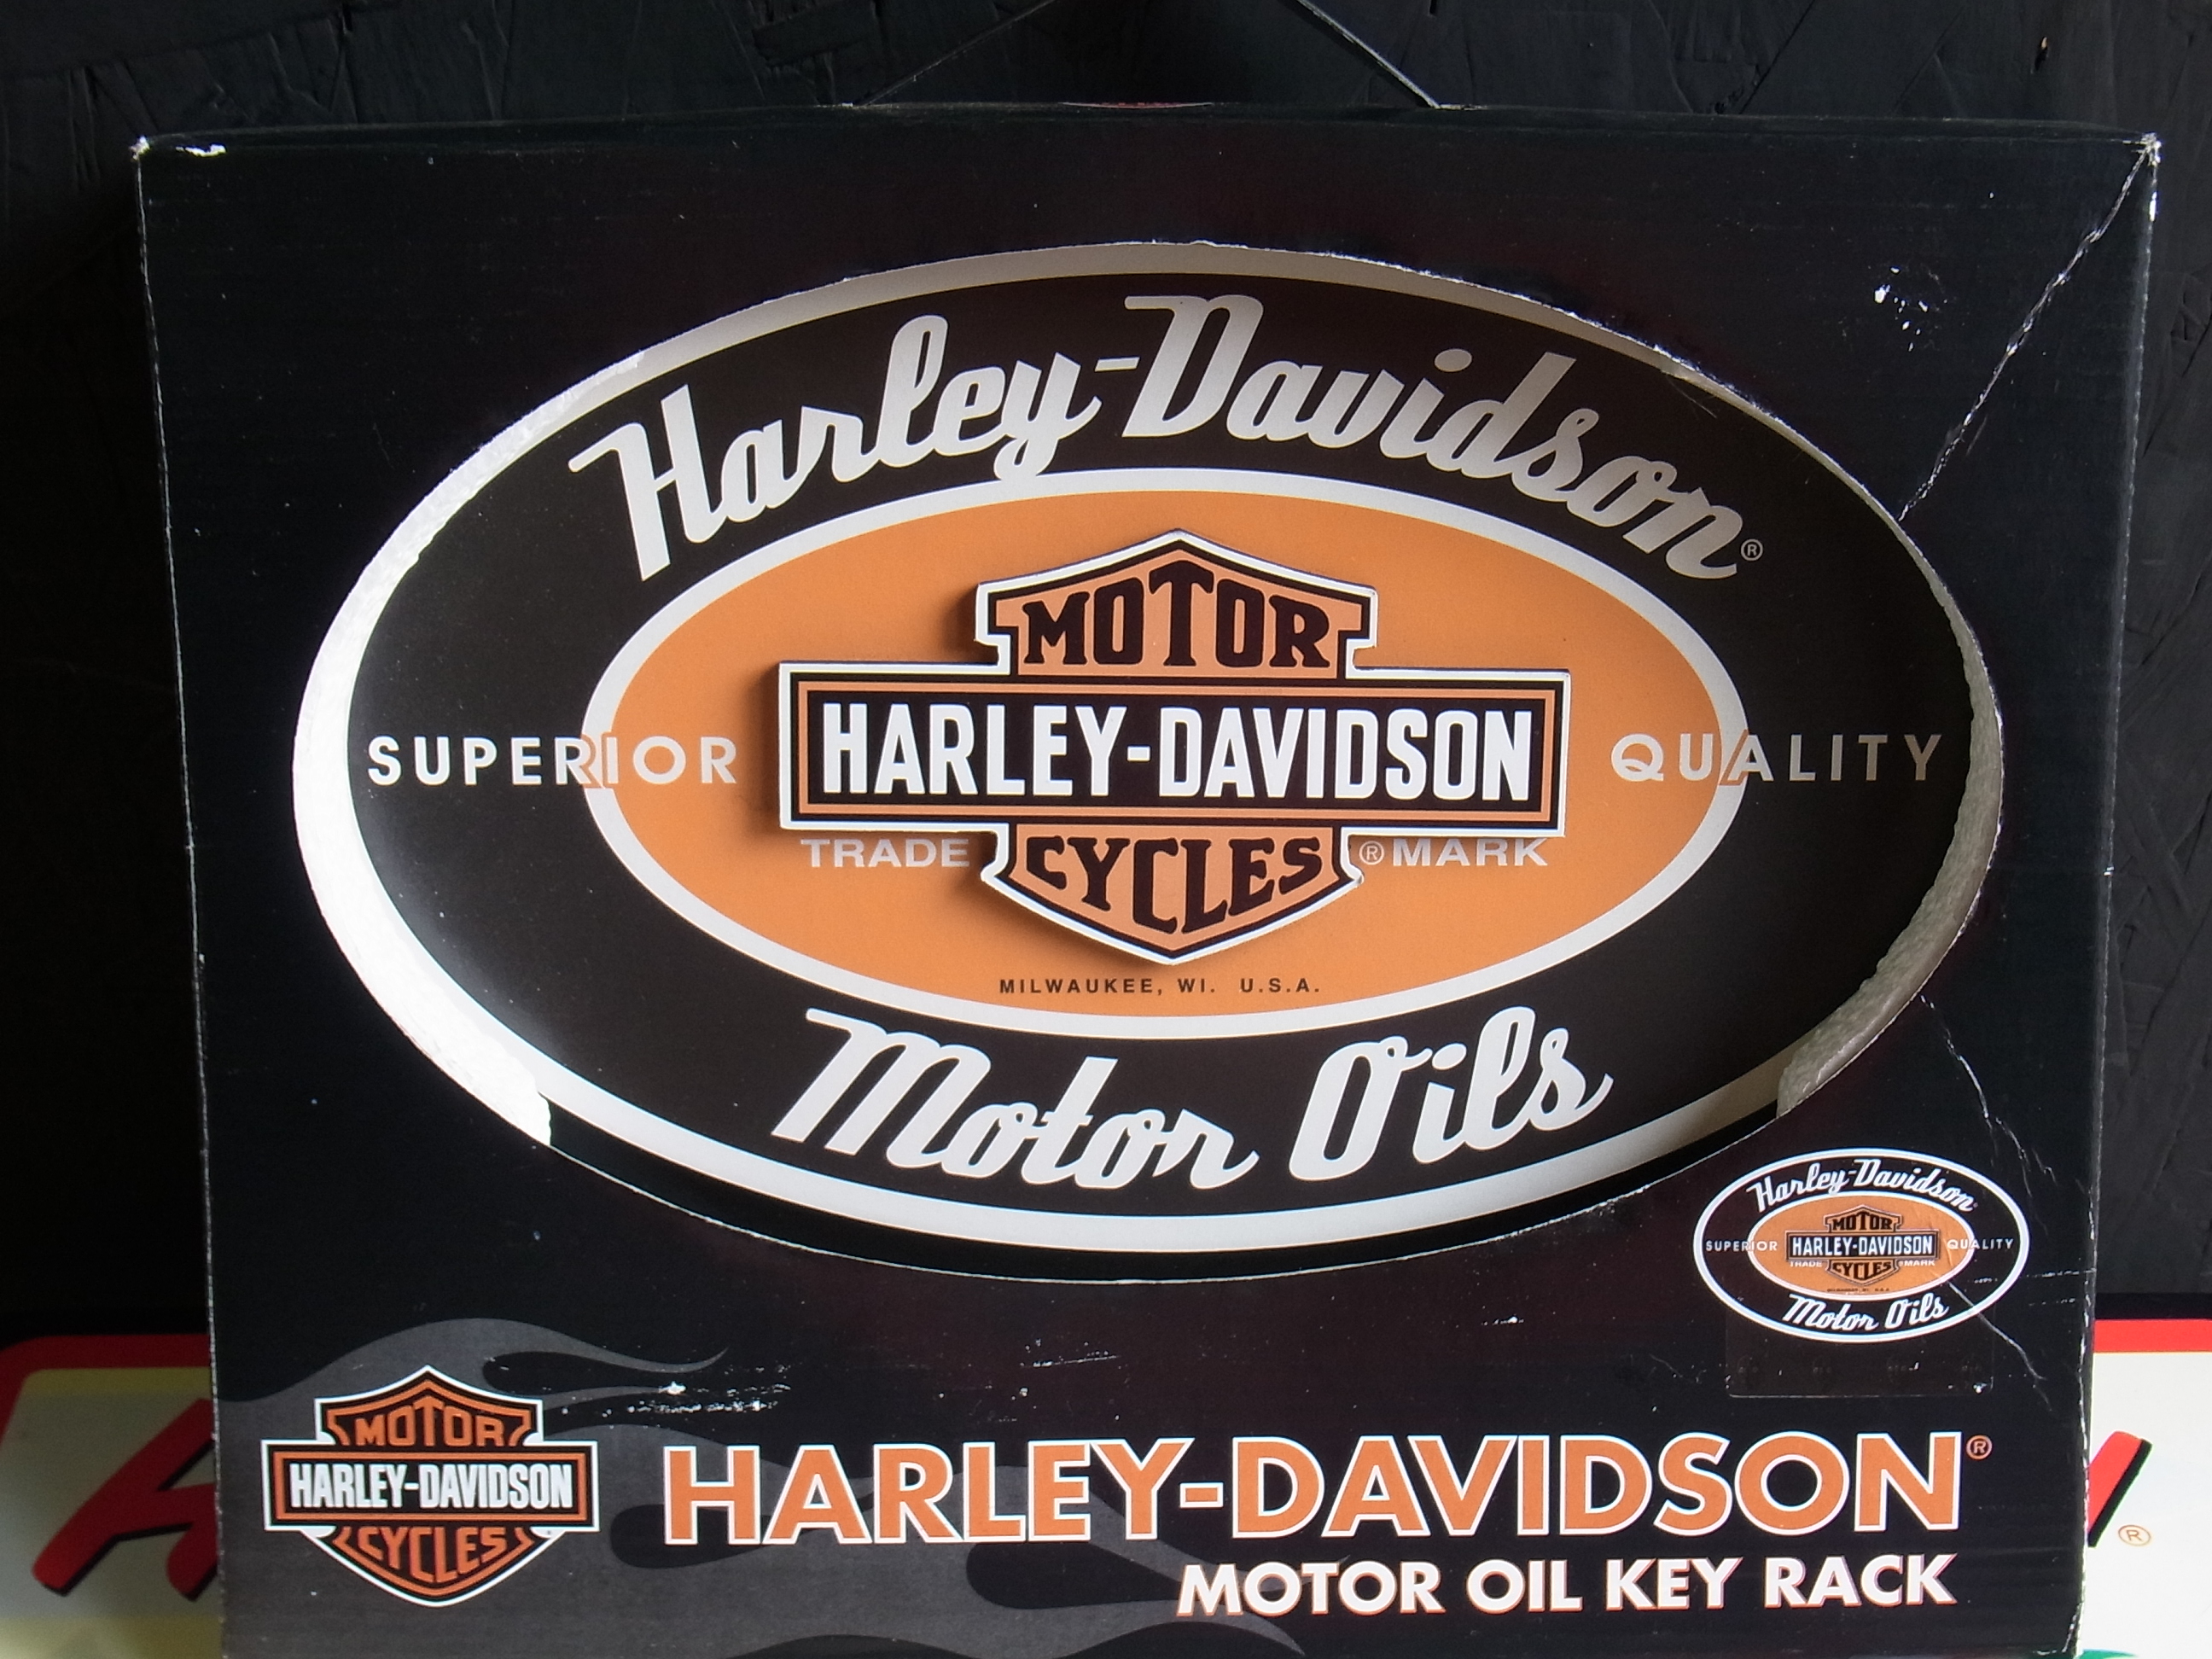 Harley-Davidson®
MOTOR
HARLEY-DAVIDSON
CYCLES
SUPERIOR QUALITY
TRADE ®MARK
MILWAUKEE, WI. U.S.A.
Motor Oils
Harley-Davidson
MOTOR
SUPERIOR HARLEY-DAVIDSON QUALITY
TRADE ®MARK
CYCLES
Motor Oils
MOTOR
HARLEY-DAVIDSON
CYCLES
HARLEY-DAVIDSON®
MOTOR OIL KEY RACK
®